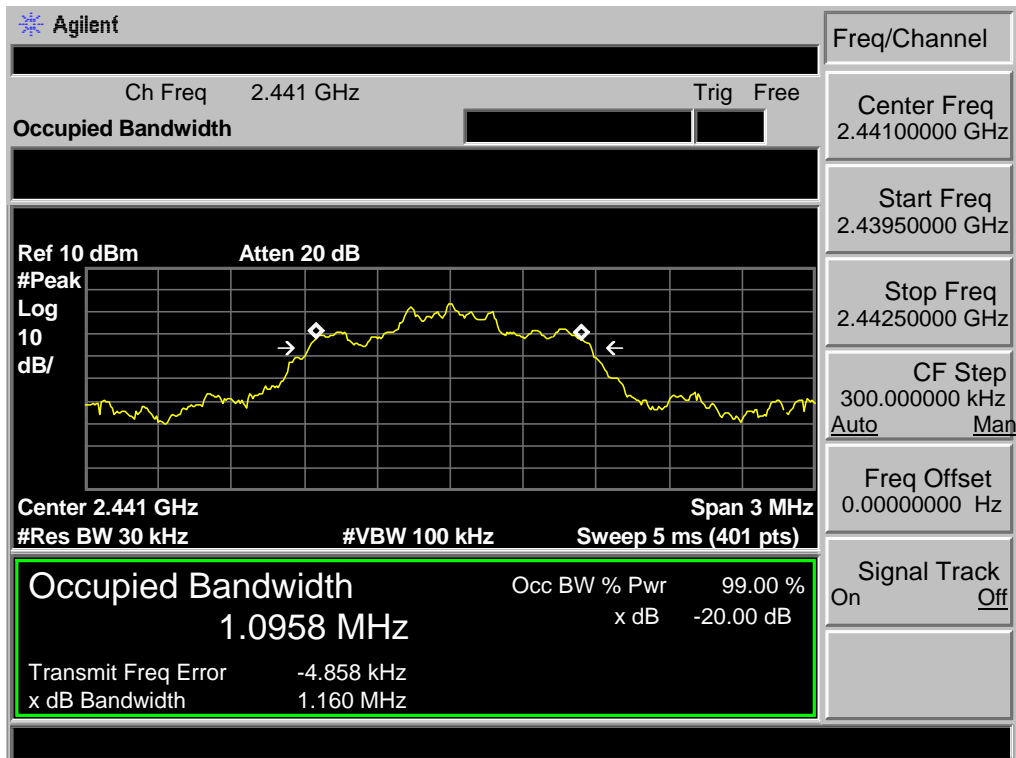 Agilent
Freq/Channel
Ch Freq 2.441 GHz Trig Free
Occupied Bandwidth
Center Freq
2.44100000 GHz
Start Freq
2.43950000 GHz
Ref 10 dBm Atten 20 dB
#Peak
Log
10
dB/
Stop Freq
2.44250000 GHz
CF Step
300.000000 kHz
Auto Man
Freq Offset
0.00000000 Hz
Center 2.441 GHz Span 3 MHz
#Res BW 30 kHz #VBW 100 kHz Sweep 5 ms (401 pts)
Signal Track
On Off
Occupied Bandwidth Occ BW % Pwr 99.00 %
1.0958 MHz x dB -20.00 dB
Transmit Freq Error -4.858 kHz
x dB Bandwidth 1.160 MHz